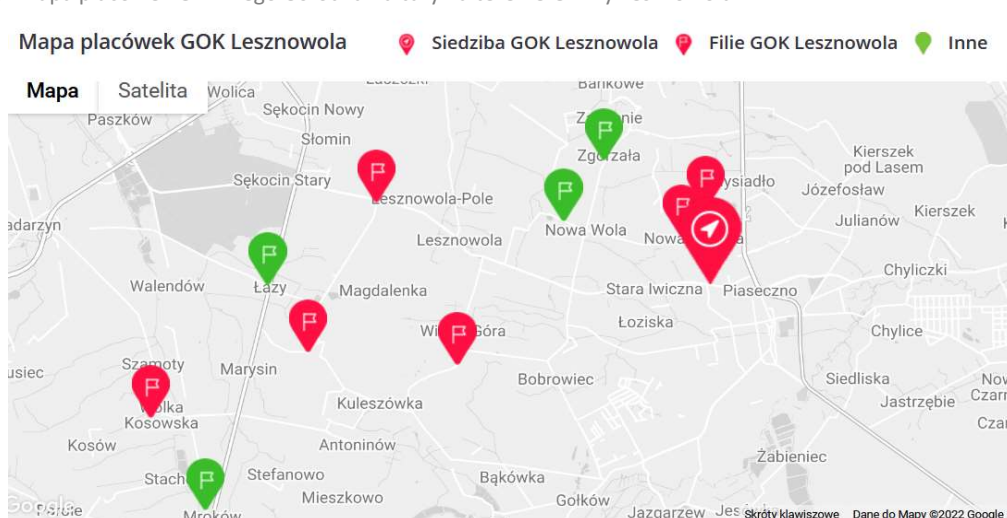 Mapa placówek GOK Lesznowola
Siedziba GOK Lesznowola
Filie GOK Lesznowola
Inne
Mapa
Satelita
Wolica
Bańkowe
Paszków
Sękocin Nowy
Słomin
Zgorzała
Kierszek
pod Lasem
Sękocin Stary
Józefosław
Kierszek
Julianów
Nowa Wola
Lesznowola
Chyliczki
Walendów
Łazy
Magdalenka
Stara Iwiczna
Piaseczno
Łoziska
Chylice
Szamoty
Marysin
Bobrowiec
Siedliska
Jastrzębie
Kosowska
Kuleszówka
Kosów
Antoninów
Żabieniec
Stefanowo
Bąkówka
Mieszkowo
Gołków
Mroków
Jazgarzew
Google
Skróty klawiszowe
Dane do Mapy ©2022 Google